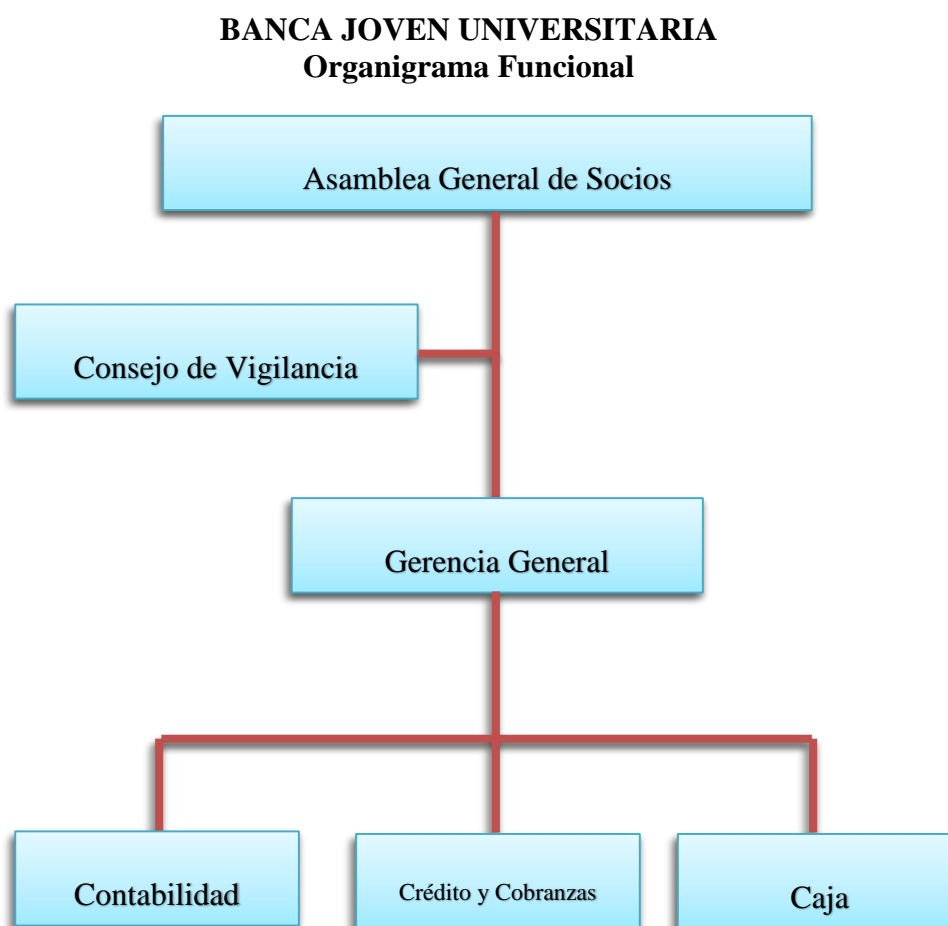 BANCA JOVEN UNIVERSITARIA
Organigrama Funcional
Asamblea General de Socios
Consejo de Vigilancia
Gerencia General
Contabilidad
Crédito y Cobranzas
Caja